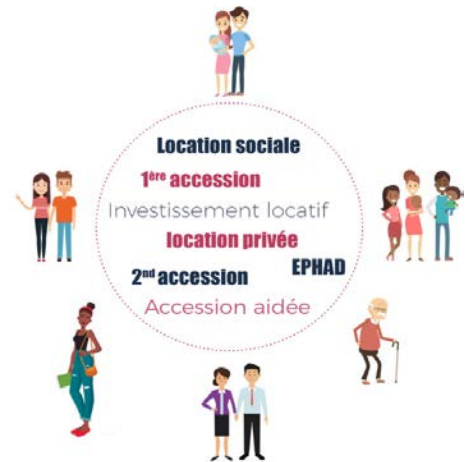 Location sociale
1ère accession
Investissement locatif
location privée
EPHAD
2nd accession
Accession aidée